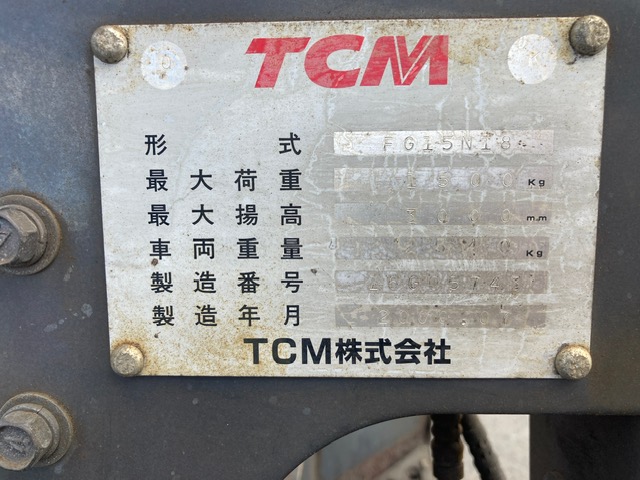 TCM
形式 FG15N18
最大荷重 1500 Kg
最大揚高 3000 mm
車両重量 Kg
製造番号
製造年月
TCM株式会社